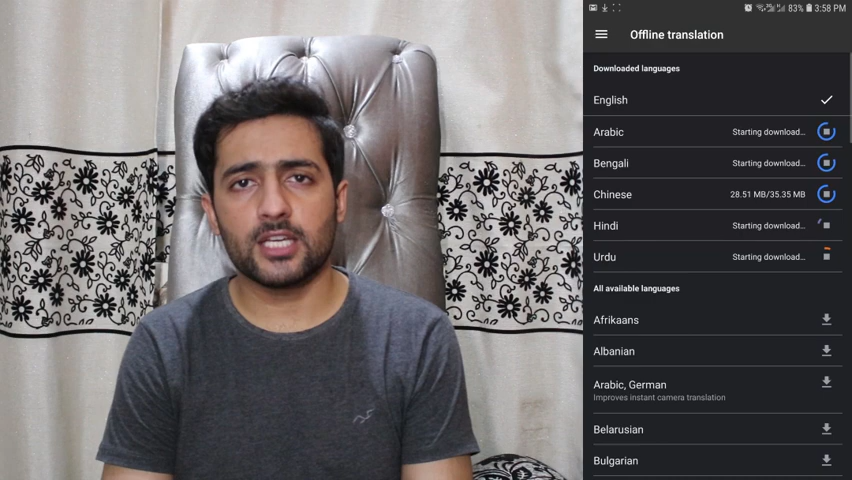 83% 3:58 PM
Offline translation
Downloaded languages
English
Arabic Starting download...
Bengali Starting download...
Chinese 28.51 MB/35.35 MB
Hindi Starting download...
Urdu Starting download...
All available languages
Afrikaans
Albanian
Arabic, German
Improves instant camera translation
Belarusian
Bulgarian